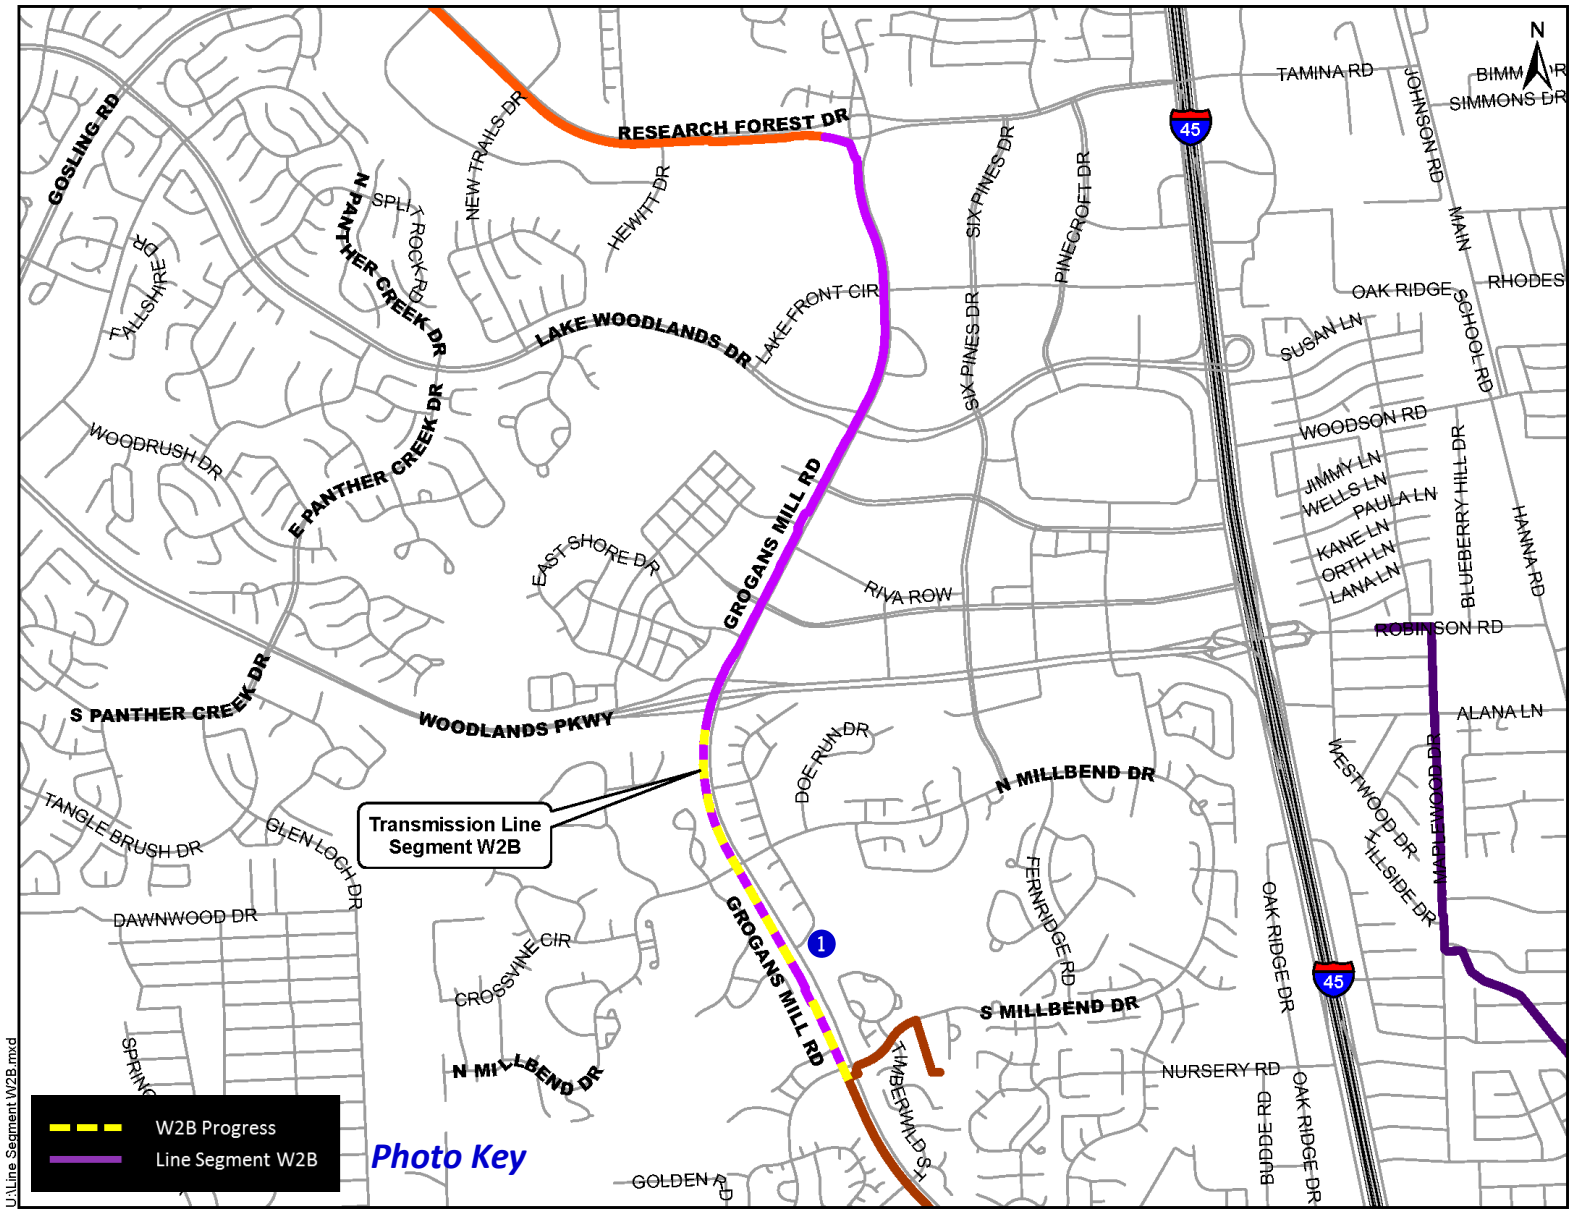 N
TAMINA RD
JOHNSON RD
SIMMONS DR
45
GOSLING RD
NEW TRAILS DR
RESEARCH FOREST DR
SIX PINES DR
PINECROFT DR
HEWITT DR
N PANTHER CREEK DR
SPLIT ROCK RD
FALLSHIRE DR
MAIN
RHODES
OAK RIDGE SCHOOL RD
LAKE FRONT CIR
LAKE WOODLANDS DR
SUSAN LN
SIX PINES DR
WOODSON RD
WOODRUSH DR
E PANTHER CREEK DR
JIMMY LN
WELLS LN
PAULA LN
KANE LN
ORTH LN
LANA LN
BLUEBERRY HILL DR
HANNA RD
GROGANS MILL RD
EAST SHORE DR
RIVA ROW
ROBINSON RD
S PANTHER CREEK DR
WOODLANDS PKWY
ALANA LN
DOE RUN DR
N MILLBEND DR
WESTWOOD DR
MAPLEWOOD DR
HILLSIDE DR
Transmission Line
Segment W2B
TANGLE BRUSH DR
GLEN LOCH DR
FERNRIDGE RD
OAK RIDGE DR
DAWNWOOD DR
GROGANS MILL RD
1
CROSSVINE CIR
45
S MILLBEND DR
N MILLBEND DR
TIMBERWILD ST
NURSERY RD
BUDDE RD
OAK RIDGE DR
SPRING
GOLDEN
W2B Progress
Line Segment W2B
Photo Key
U:\Line Segment W2B.mxd